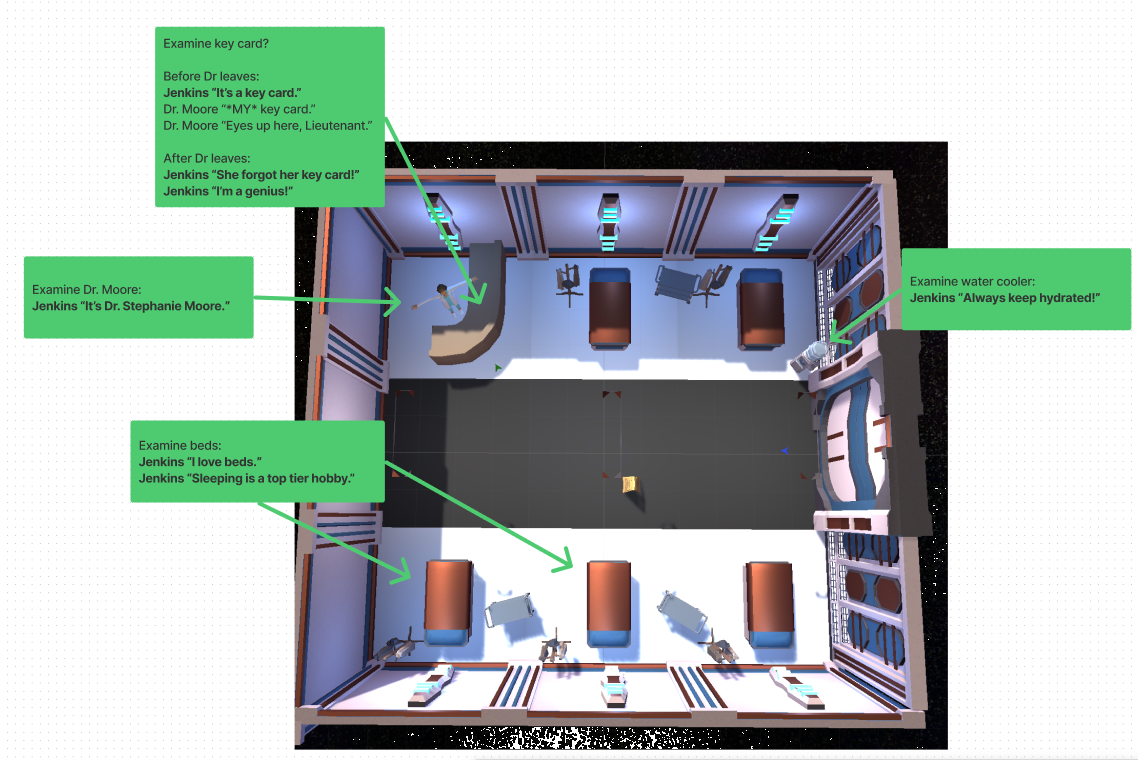 Examine key card?
Before Dr leaves:
Jenkins “It’s a key card.”
Dr. Moore “*MY* key card.”
Dr. Moore “Eyes up here, Lieutenant.”
After Dr leaves:
Jenkins “She forgot her key card!”
Jenkins “I’m a genius!”
Examine Dr. Moore:
Jenkins “It’s Dr. Stephanie Moore.”
Examine water cooler:
Jenkins “Always keep hydrated!”
Examine beds:
Jenkins “I love beds.”
Jenkins “Sleeping is a top tier hobby.”